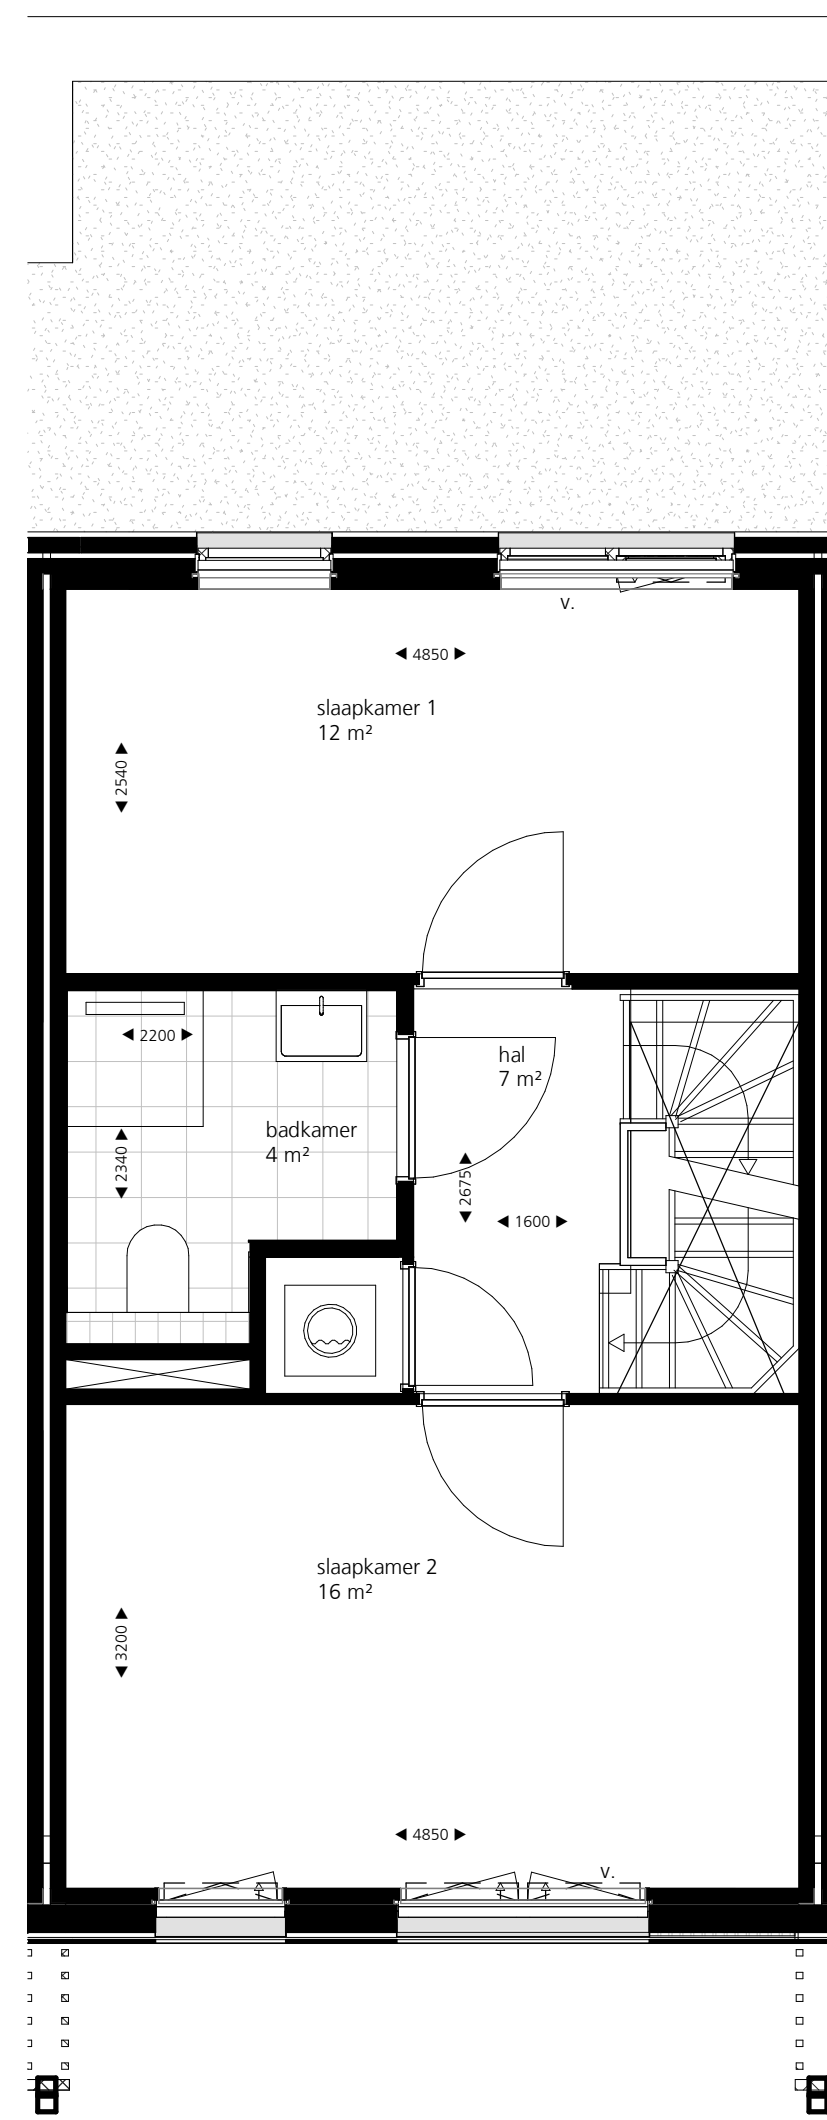 v.
4850
slaapkamer 1
12 m²
2540
2200
hal
7 m²
badkamer
4 m²
2340
2675
1600
slaapkamer 2
16 m²
3200
4850
v.